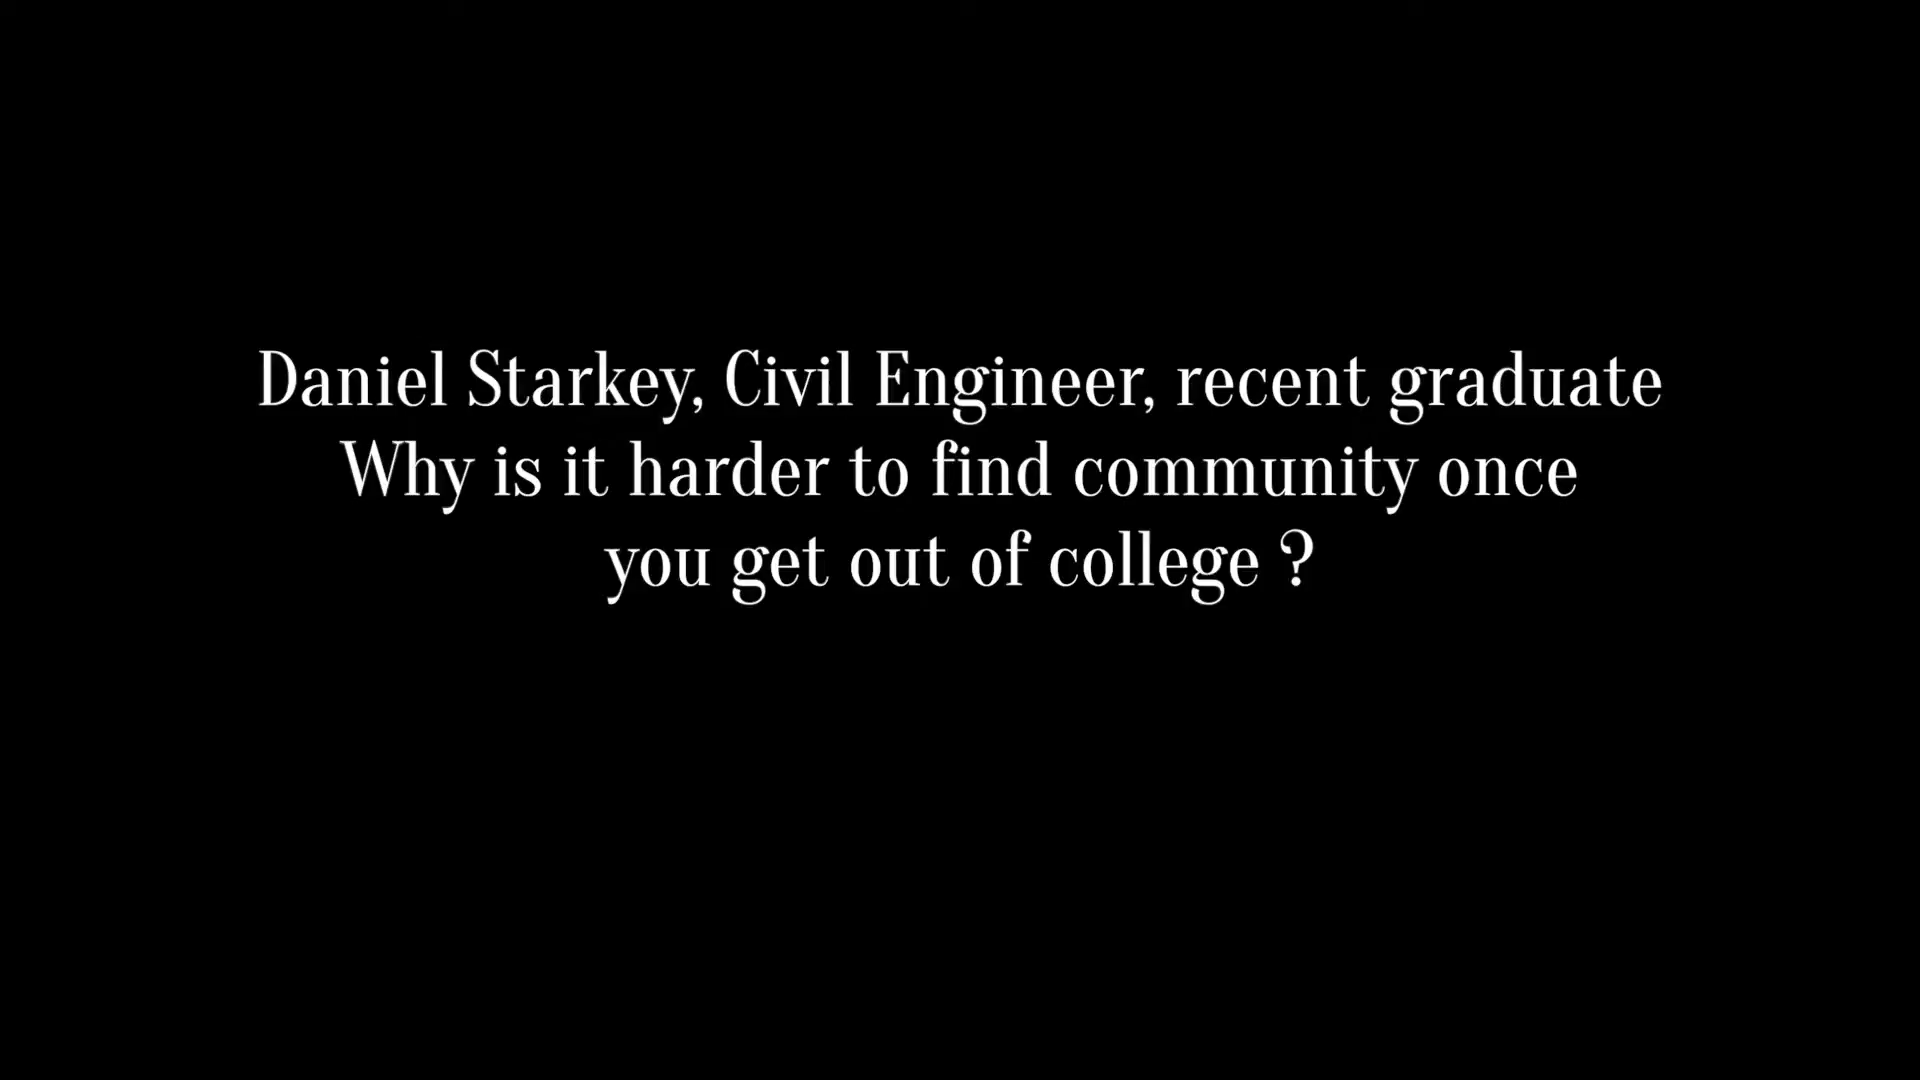 Daniel Starkey, Civil Engineer, recent graduate
Why is it harder to find community once
you get out of college ?